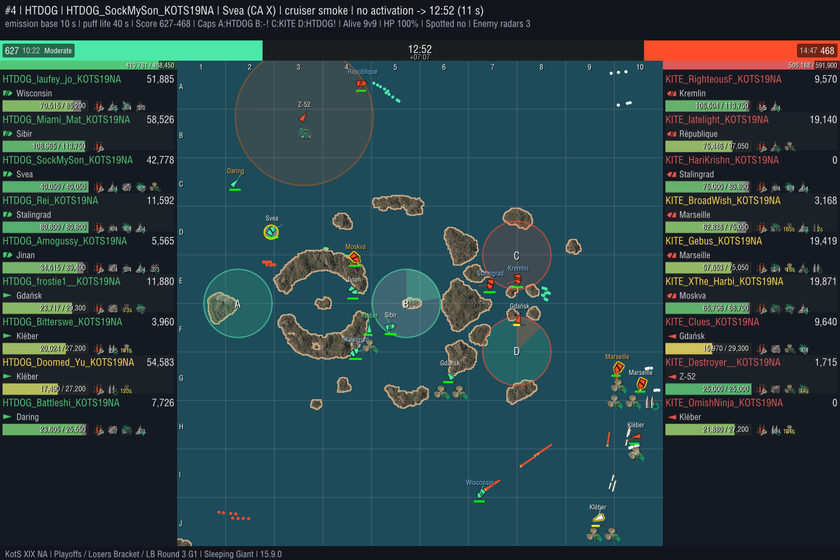 #4 | HTDOG | HTDOG_SockMySon_KOTS19NA | Svea (CA X) | cruiser smoke | no activation -> 12:52 (11 s)
emission base 10 s | puff life 40 s | Score 627-468 | Caps A:HTDOG B:-! C:KITE D:HTDOG! | Alive 9v9 | HP 100% | Spotted no | Enemy radars 3
627 10:22 Moderate
12:52
+07:07
14:47 468
HTDOG_laufey_jo_KOTS19NA 51,885
Wisconsin
HTDOG_Miami_Mat_KOTS19NA 58,526
Sibir
HTDOG_SockMySon_KOTS19NA 42,778
Svea
HTDOG_Rei_KOTS19NA 11,592
Stalingrad
HTDOG_Amogussy_KOTS19NA 5,565
Jinan
HTDOG_frostie1__KOTS19NA 11,880
Gdańsk
HTDOG_Bitterswe_KOTS19NA 3,960
Kléber
HTDOG_Doomed_Yu_KOTS19NA 54,583
Kléber
HTDOG_Battleshi_KOTS19NA 7,726
Daring
1 2 3 4 5 6 7 8 9 10
A
B
C
D
E
F
G
H
I
J
République
Z-52
Daring
Svea
Moskva
Jinan
A
B
C
D
Stalingrad
Kremlin
Gdańsk
Sibir
Gdańsk
Marseille
Marseille
Kléber
Wisconsin
Kléber
KITE_RighteousF_KOTS19NA 9,570
Kremlin
KITE_latelight_KOTS19NA 19,140
République
KITE_HariKrishn_KOTS19NA 0
Stalingrad
KITE_BroadWish_KOTS19NA 3,168
Marseille
KITE_Gebus_KOTS19NA 19,419
Marseille
KITE_XThe_Harbi_KOTS19NA 19,871
Moskva
KITE_Clues_KOTS19NA 9,640
Gdańsk
KITE_Destroyer__KOTS19NA 1,715
Z-52
KITE_OmishNinja_KOTS19NA 0
Kléber
KotS XIX NA | Playoffs / Losers Bracket / LB Round 3 G1 | Sleeping Giant | 15.9.0